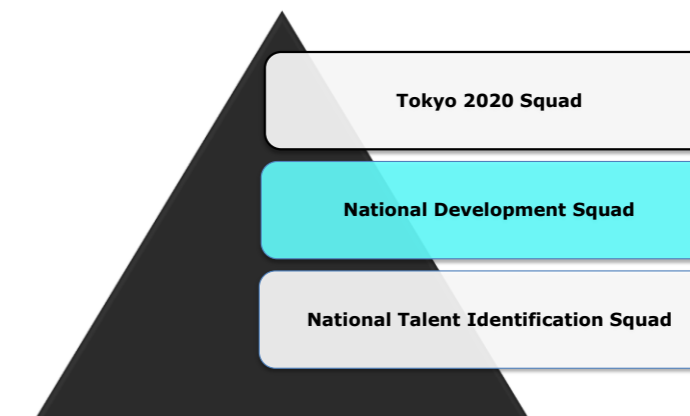 Tokyo 2020 Squad
National Development Squad
National Talent Identification Squad